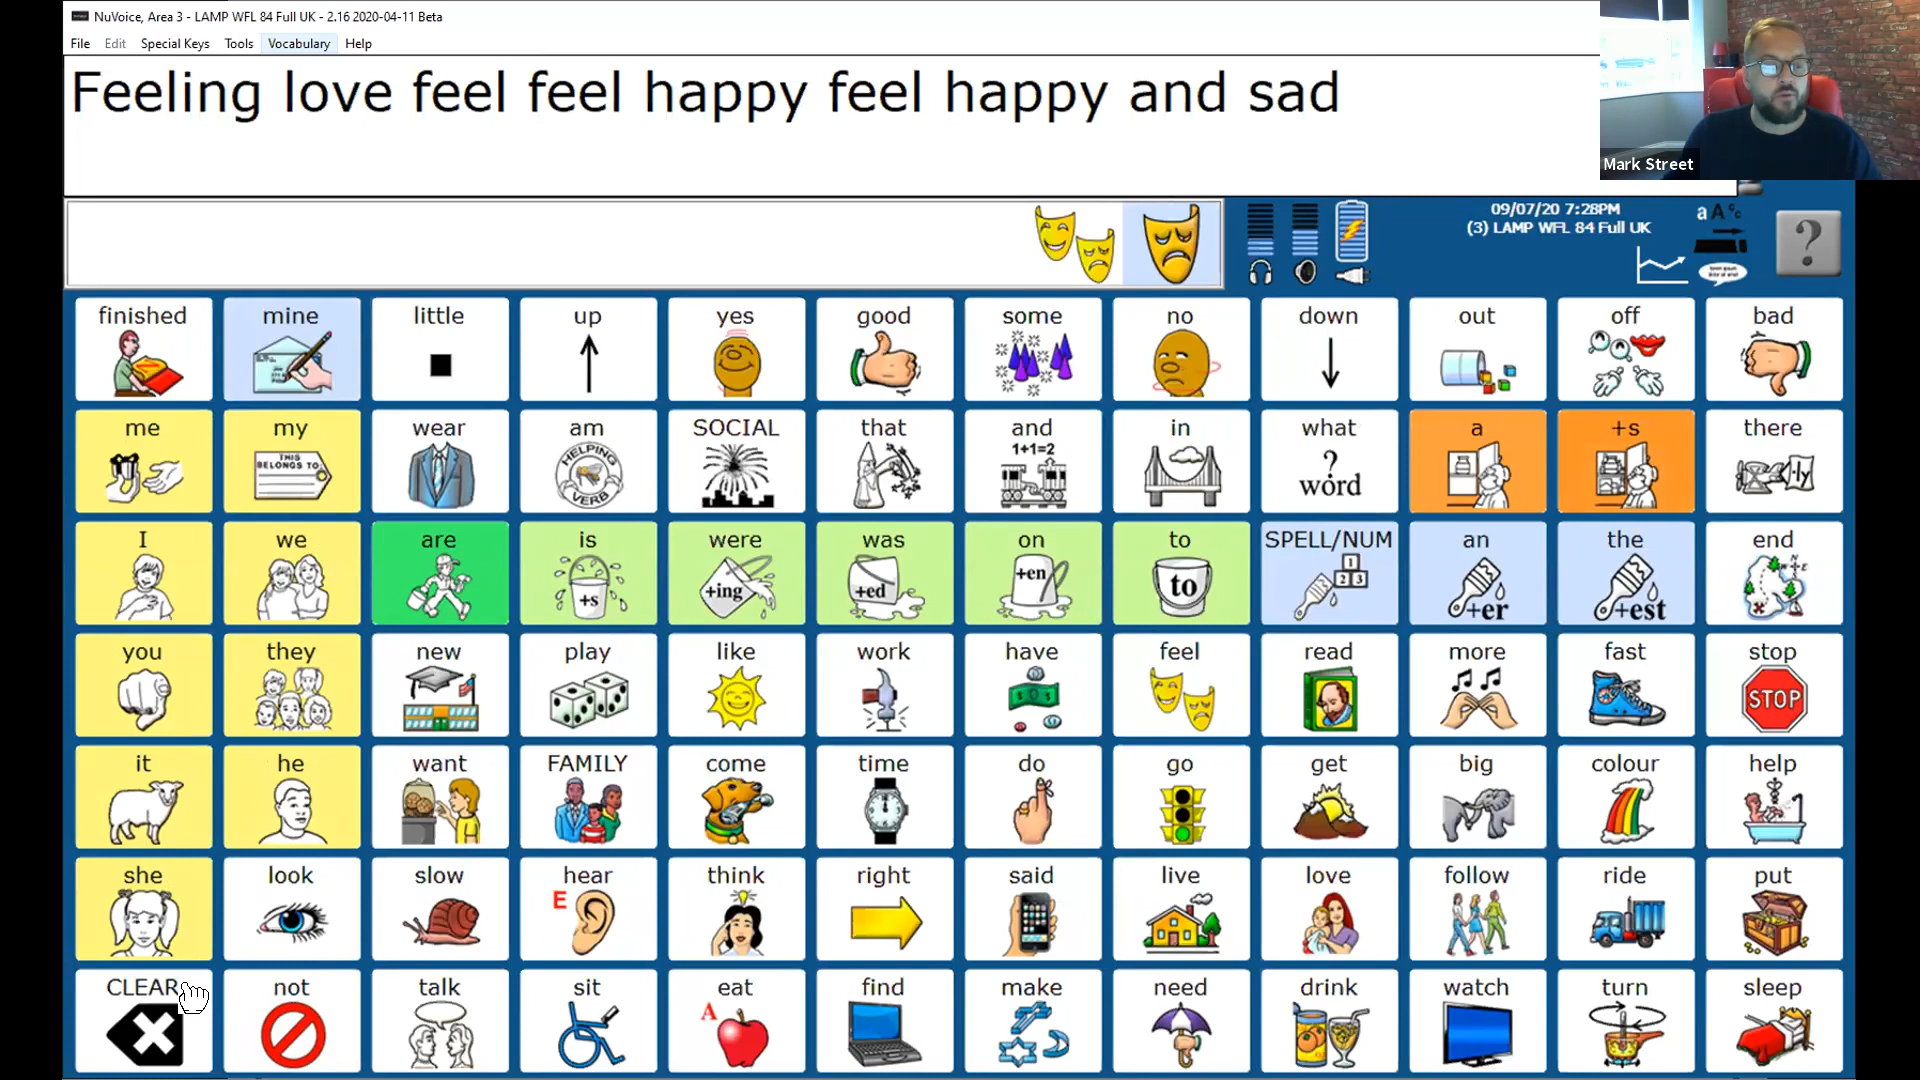 NuVoice, Area 3 - LAMP WFL 84 Full UK - 2.16 2020-04-11 Beta
File Edit Special Keys Tools Vocabulary Help
Feeling love feel feel happy feel happy and sad
Mark Street
09/07/20 7:28PM
(3) LAMP WFL 84 Full UK
?
finished mine little up yes good some no down out off bad
me my wear am SOCIAL that and in what a +s there
THIS BELONGS TO
HELPING VERB
1+1=2
? word
ly
I we are is were was on to SPELL/NUM an the end
+s +ing +ed +en to 1 2 3 +er +est
you they new play like work have feel read more fast stop
STOP
it he want FAMILY come time do go get big colour help
she look slow hear think right said live love follow ride put
E
CLEAR not talk sit eat find make need drink watch turn sleep
A